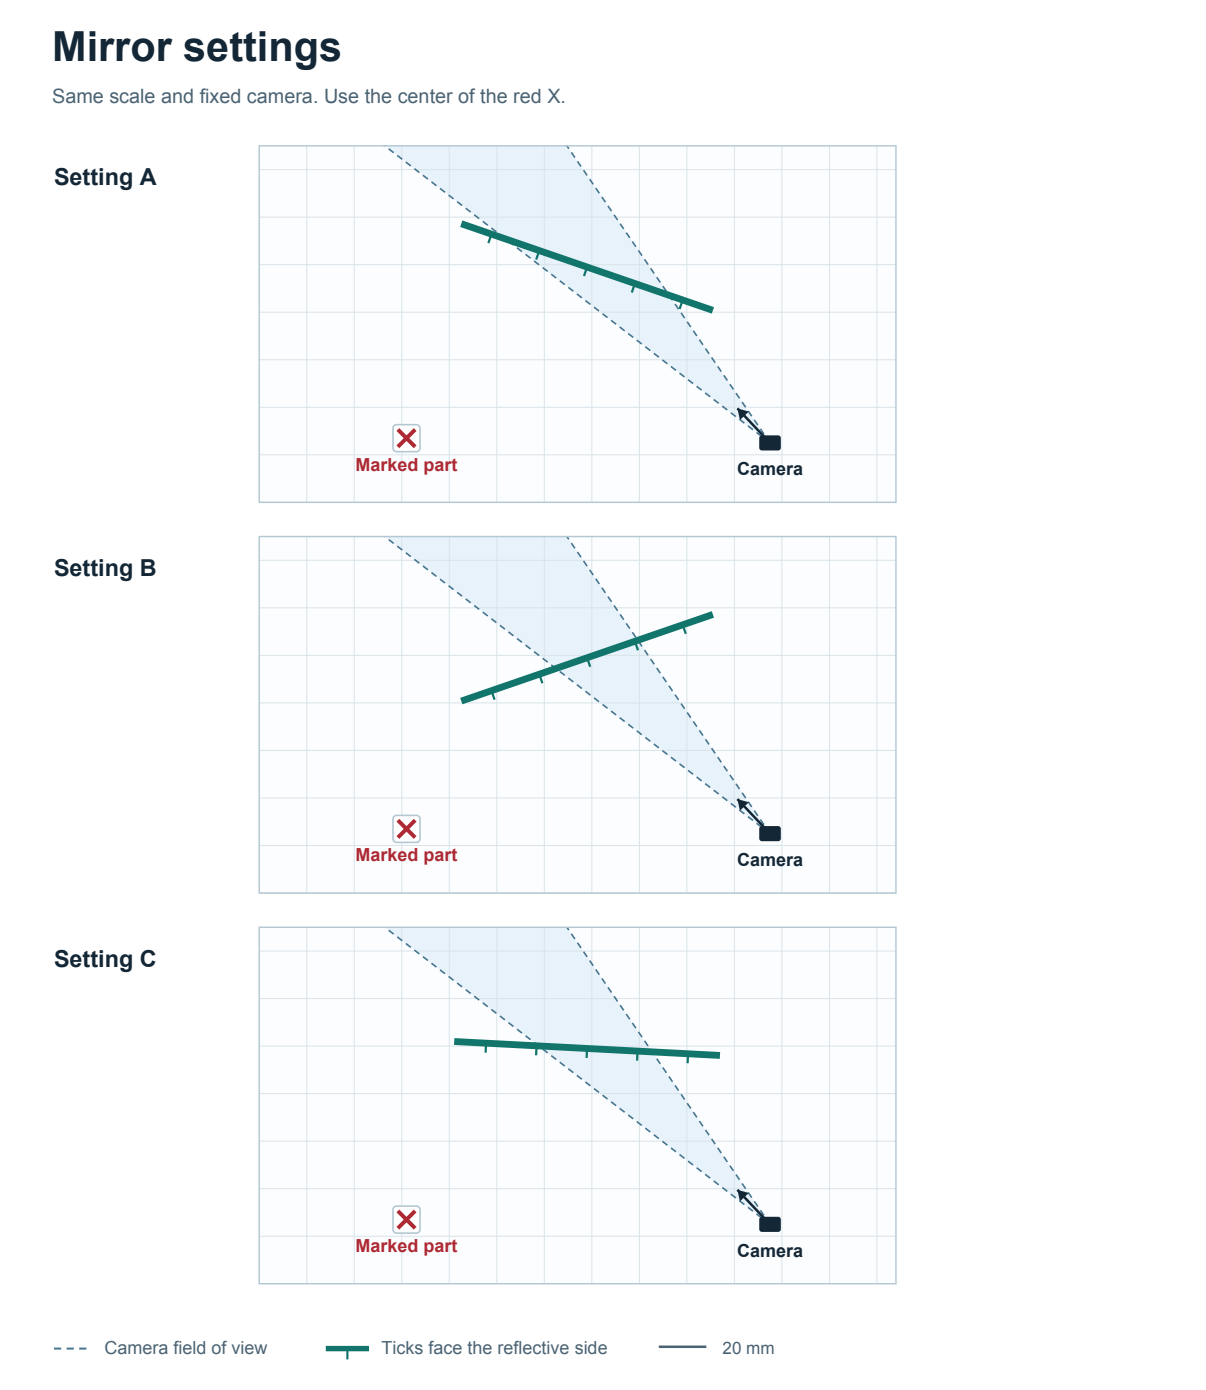 Mirror settings
Same scale and fixed camera. Use the center of the red X.
Setting A
Marked part
Camera
Setting B
Marked part
Camera
Setting C
Marked part
Camera
Camera field of view
Ticks face the reflective side
20 mm